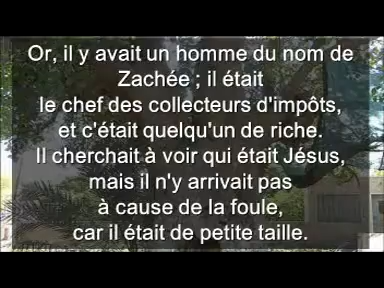 Or, il y avait un homme du nom de
Zachée ; il était
le chef des collecteurs d'impôts,
et c'était quelqu'un de riche.
Il cherchait à voir qui était Jésus,
mais il n'y arrivait pas
à cause de la foule,
car il était de petite taille.